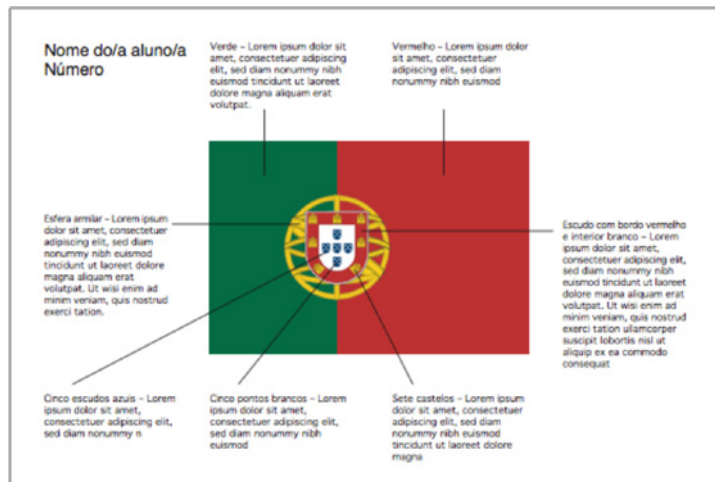 Nome do/a aluno/a
Número
Verde – Lorem ipsum dolor sit
amet, consectetuer adipiscing
elit, sed diam nonummy nibh
euismod tincidunt ut laoreet
dolore magna aliquam erat
volutpat.
Vermelho – Lorem ipsum dolor
sit amet, consectetuer
adipiscing elit, sed diam
nonummy nibh euismod
Esfera armilar – Lorem ipsum
dolor sit amet, consectetuer
adipiscing elit, sed diam
nonummy nibh euismod
tincidunt ut laoreet dolore
magna aliquam erat
volutpat. Ut wisi enim ad
minim veniam, quis nostrud
exerci tation.
Escudo com bordo vermelho
e interior branco – Lorem
ipsum dolor sit amet,
consectetuer adipiscing
elit, sed diam nonummy
nibh euismod tincidunt ut
laoreet dolore magna
aliquam erat volutpat. Ut
wisi enim ad minim
veniam, quis nostrud
exerci tation ullamcorper
suscipit lobortis nisl ut
aliquip ex ea commodo
consequat
Cinco escudos azuis – Lorem
ipsum dolor sit amet,
consectetuer adipiscing elit,
sed diam nonummy n
Cinco pontos brancos – Lorem
ipsum dolor sit amet,
consectetuer adipiscing elit,
sed diam nonummy nibh
euismod
Sete castelos – Lorem ipsum
dolor sit amet, consectetuer
adipiscing elit, sed diam
nonummy nibh euismod
tincidunt ut laoreet dolore
magna